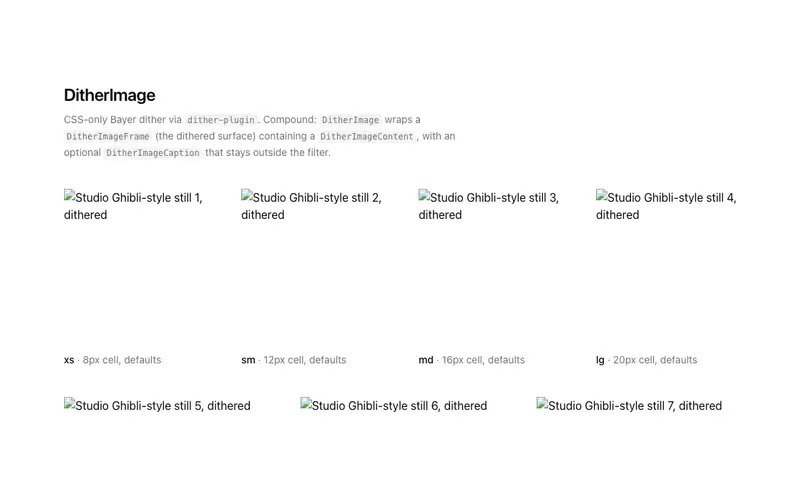 DitherImage
CSS-only Bayer dither via dither-plugin. Compound: DitherImage wraps a
DitherImageFrame (the dithered surface) containing a DitherImageContent, with an
optional DitherImageCaption that stays outside the filter.
Studio Ghibli-style still 1,
dithered
Studio Ghibli-style still 2,
dithered
Studio Ghibli-style still 3,
dithered
Studio Ghibli-style still 4,
dithered
xs · 8px cell, defaults
sm · 12px cell, defaults
md · 16px cell, defaults
lg · 20px cell, defaults
Studio Ghibli-style still 5, dithered
Studio Ghibli-style still 6, dithered
Studio Ghibli-style still 7, dithered